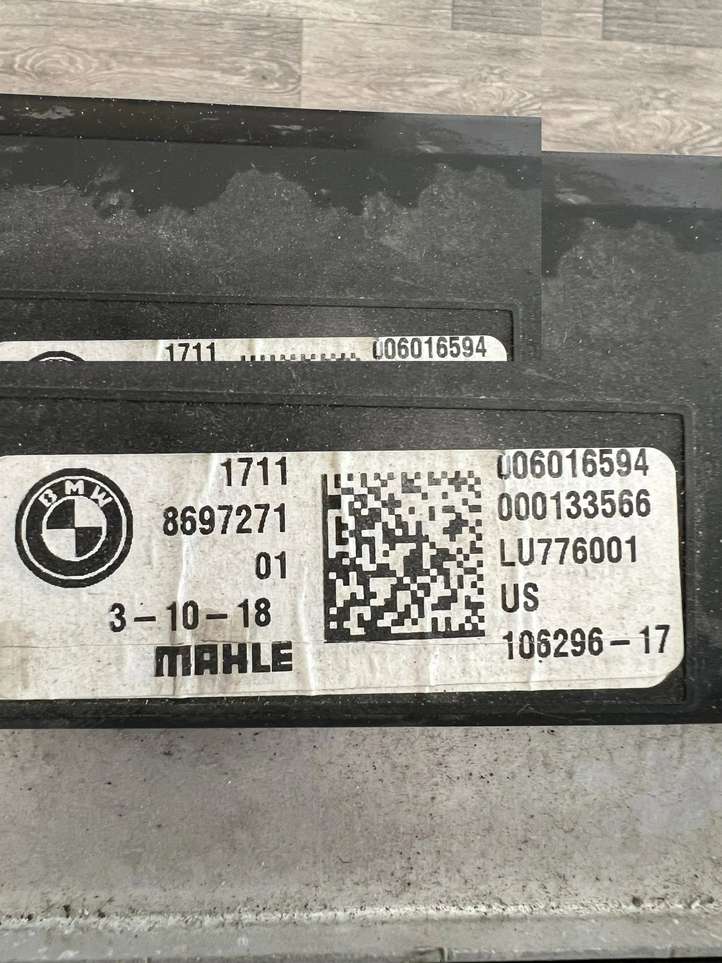 1711 006016594
BMW
1711 006016594
8697271 000133566
01 LU776001
3-10-18 US
MAHLE 106296-17